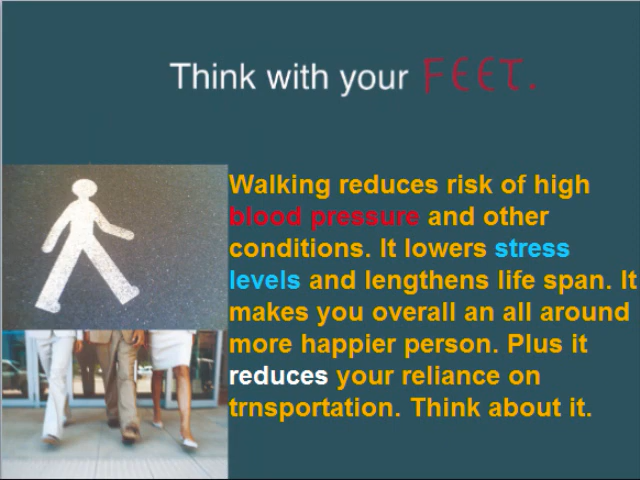 Think with your FEET.
Walking reduces risk of high
blood pressure and other
conditions. It lowers stress
levels and lengthens life span. It
makes you overall an all around
more happier person. Plus it
reduces your reliance on
trnsportation. Think about it.